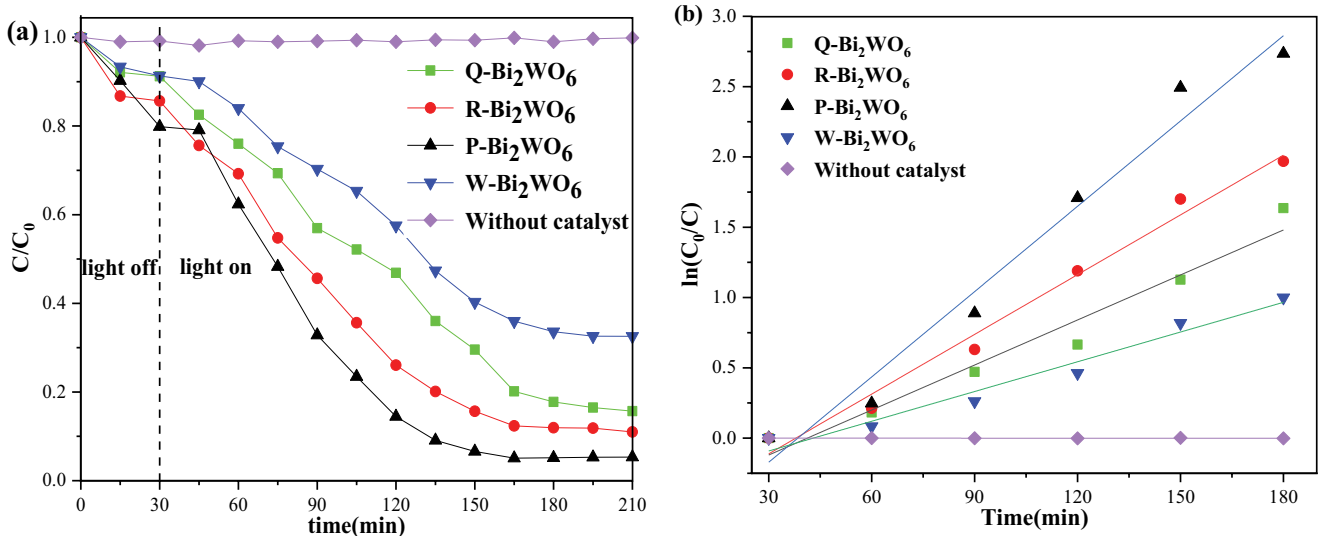 (a)
1.0
0.8
0.6
0.4
0.2
0.0
C/C₀
0
30
60
90
120
150
180
210
time(min)
light off
light on
Q-Bi₂WO₆
R-Bi₂WO₆
P-Bi₂WO₆
W-Bi₂WO₆
Without catalyst
(b)
3.0
2.5
2.0
1.5
1.0
0.5
0.0
ln(C₀/C)
30
60
90
120
150
180
Time(min)
Q-Bi₂WO₆
R-Bi₂WO₆
P-Bi₂WO₆
W-Bi₂WO₆
Without catalyst